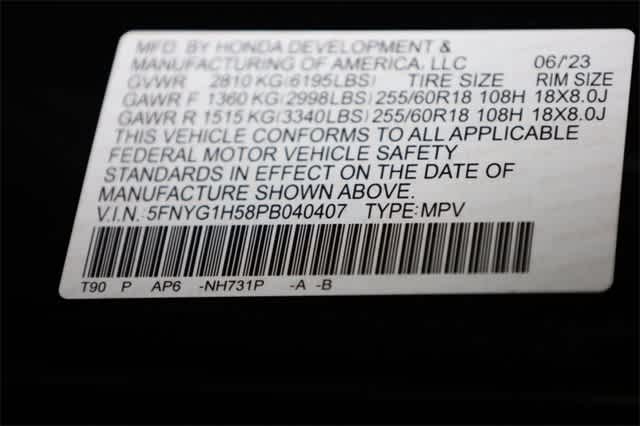 MFD. BY HONDA DEVELOPMENT &
MANUFACTURING OF AMERICA, LLC 06/'23
GVWR 2810 KG(6195LBS) TIRE SIZE RIM SIZE
GAWR F 1360 KG(2998LBS) 255/60R18 108H 18X8.0J
GAWR R 1515 KG(3340LBS) 255/60R18 108H 18X8.0J
THIS VEHICLE CONFORMS TO ALL APPLICABLE
FEDERAL MOTOR VEHICLE SAFETY
STANDARDS IN EFFECT ON THE DATE OF
MANUFACTURE SHOWN ABOVE.
V.I.N.: 5FNYG1H58PB040407 TYPE:MPV
T90 P AP6 -NH731P -A -B